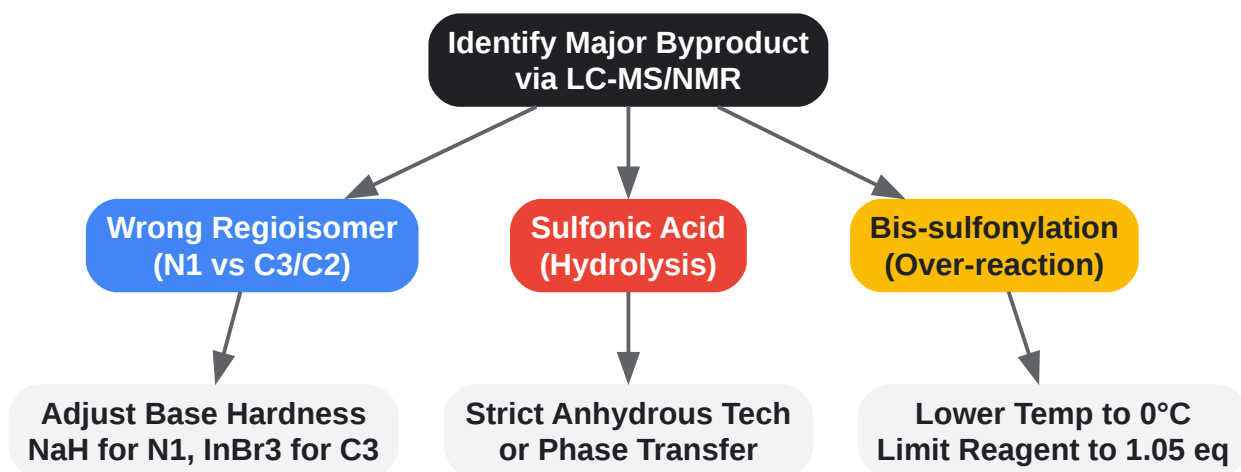 Identify Major Byproduct
via LC-MS/NMR
Wrong Regioisomer
(N1 vs C3/C2)
Sulfonic Acid
(Hydrolysis)
Bis-sulfonylation
(Over-reaction)
Adjust Base Hardness
NaH for N1, InBr3 for C3
Strict Anhydrous Tech
or Phase Transfer
Lower Temp to 0°C
Limit Reagent to 1.05 eq